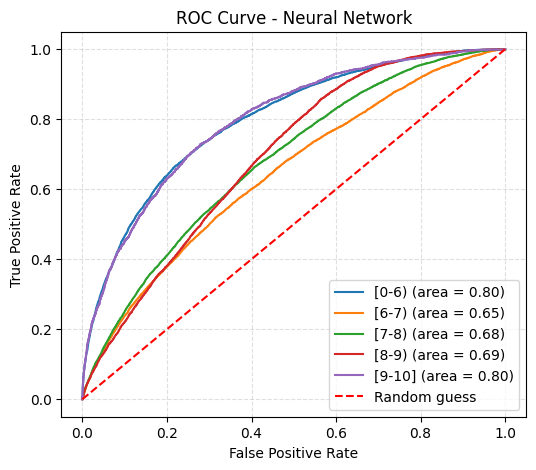 ROC Curve - Neural Network
True Positive Rate
1.0
0.8
0.6
0.4
0.2
0.0
[0-6) (area = 0.80)
[6-7) (area = 0.65)
[7-8) (area = 0.68)
[8-9) (area = 0.69)
[9-10] (area = 0.80)
Random guess
0.0 0.2 0.4 0.6 0.8 1.0
False Positive Rate